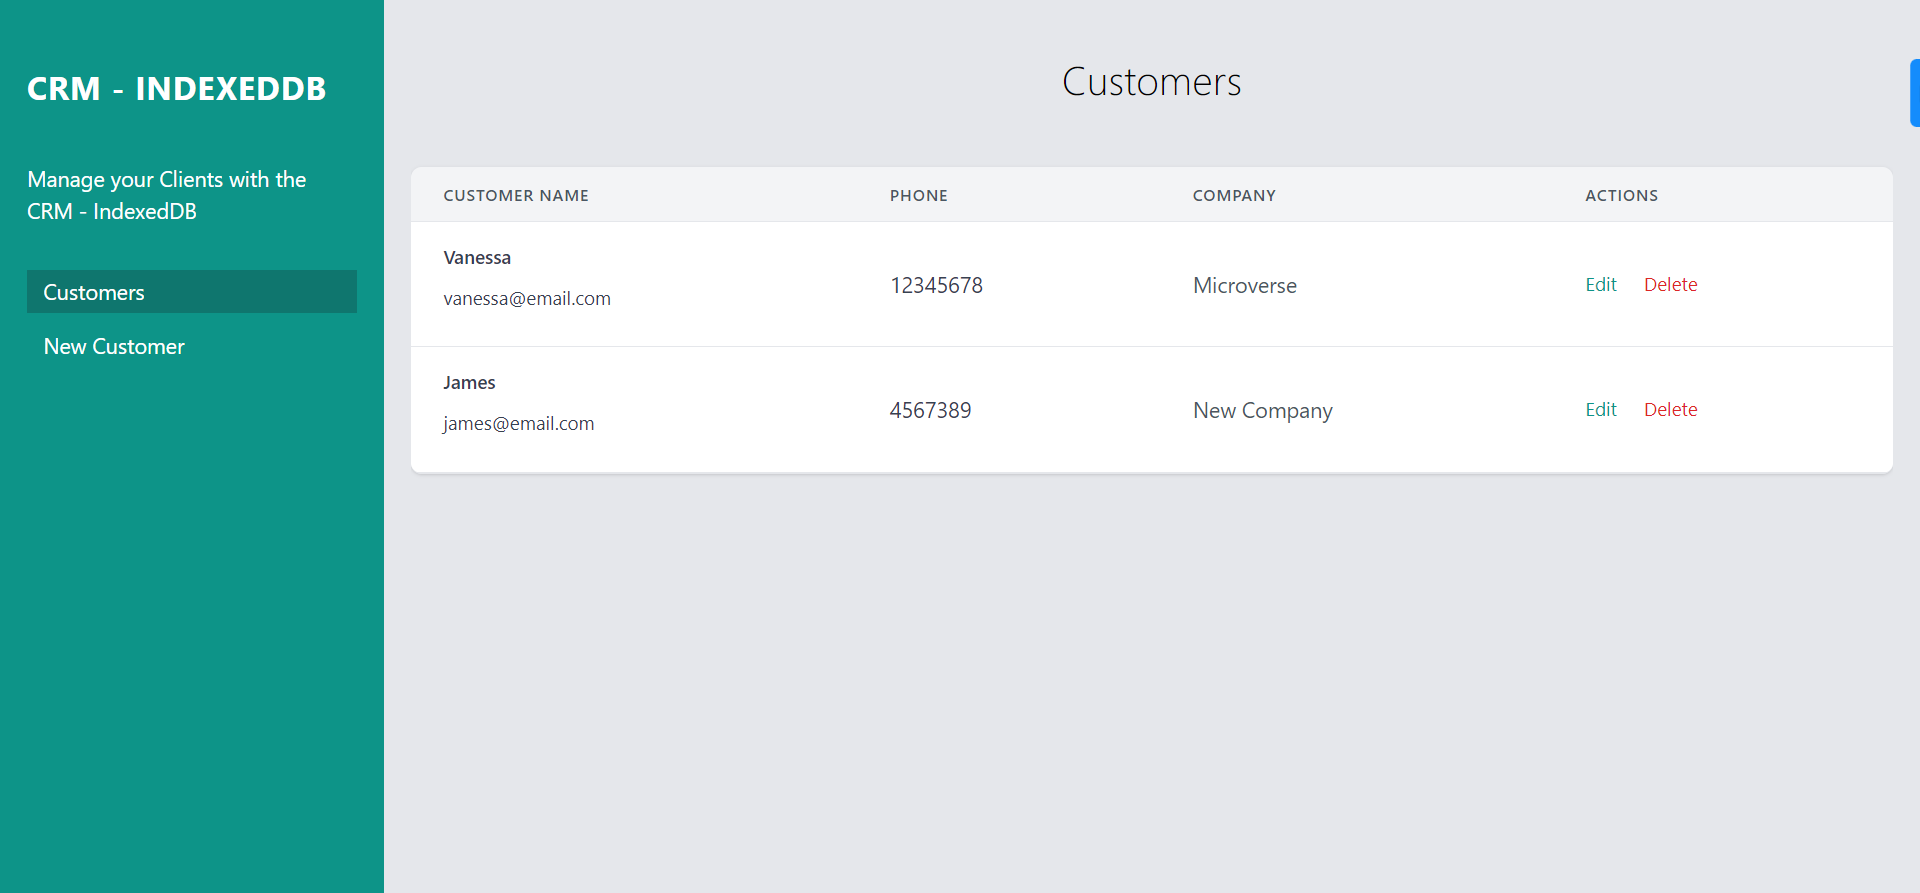 CRM - INDEXEDDB
Manage your Clients with the
CRM - IndexedDB
Customers
New Customer
Customers
CUSTOMER NAME PHONE COMPANY ACTIONS
Vanessa
vanessa@email.com
12345678 Microverse Edit Delete
James
james@email.com
4567389 New Company Edit Delete